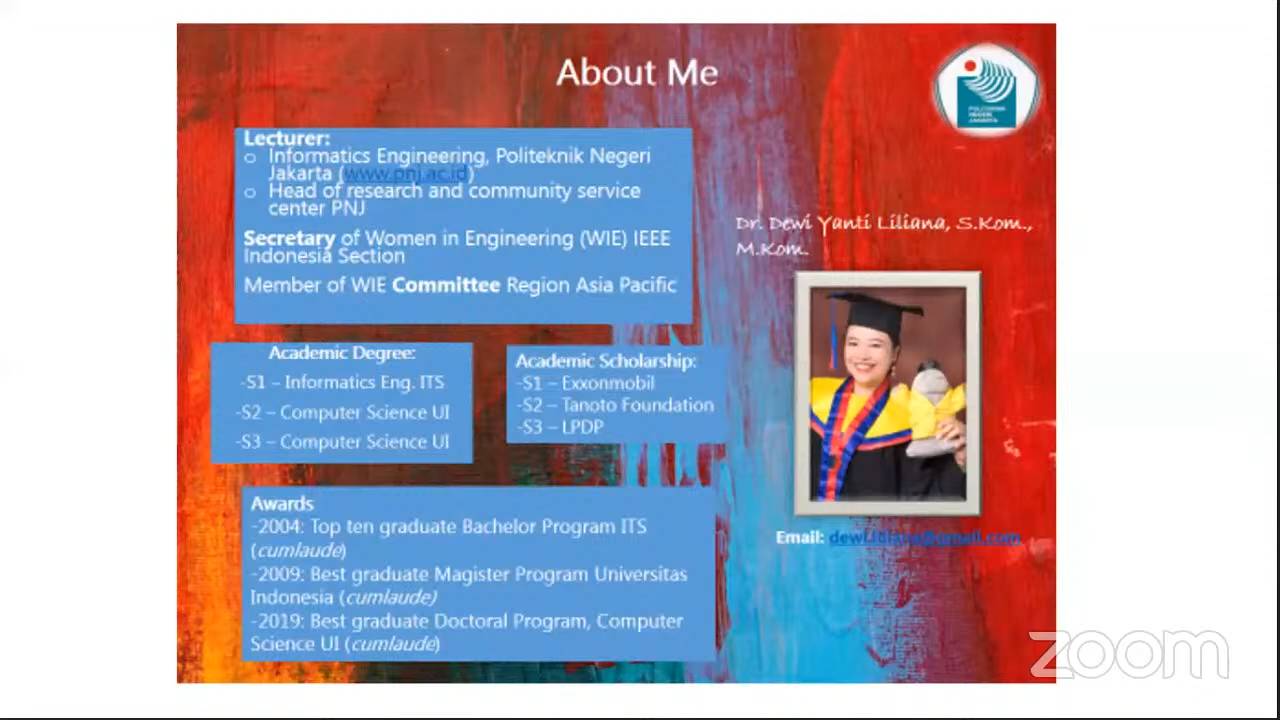 About Me
POLITEKNIK
NEGERI
JAKARTA
Lecturer:
o Informatics Engineering, Politeknik Negeri
Jakarta (www.pnj.ac.id)
o Head of research and community service
center PNJ
Secretary of Women in Engineering (WIE) IEEE
Indonesia Section
Member of WIE Committee Region Asia Pacific
Dr. Dewi Yanti Liliana, S.Kom.,
M.Kom.
Academic Degree:
-S1 – Informatics Eng. ITS
-S2 – Computer Science UI
-S3 – Computer Science UI
Academic Scholarship:
-S1 – Exxonmobil
-S2 – Tanoto Foundation
-S3 – LPDP
Email:
Awards
-2004: Top ten graduate Bachelor Program ITS
(cumlaude)
-2009: Best graduate Magister Program Universitas
Indonesia (cumlaude)
-2019: Best graduate Doctoral Program, Computer
Science UI (cumlaude)
zoom